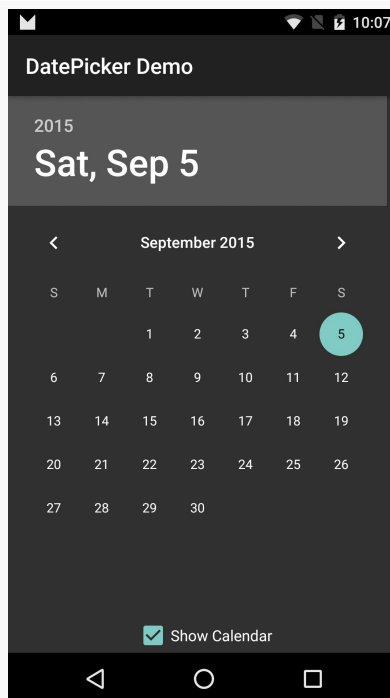 10:07
DatePicker Demo
2015
Sat, Sep 5
September 2015
S M T W T F S
1 2 3 4 5
6 7 8 9 10 11 12
13 14 15 16 17 18 19
20 21 22 23 24 25 26
27 28 29 30
Show Calendar